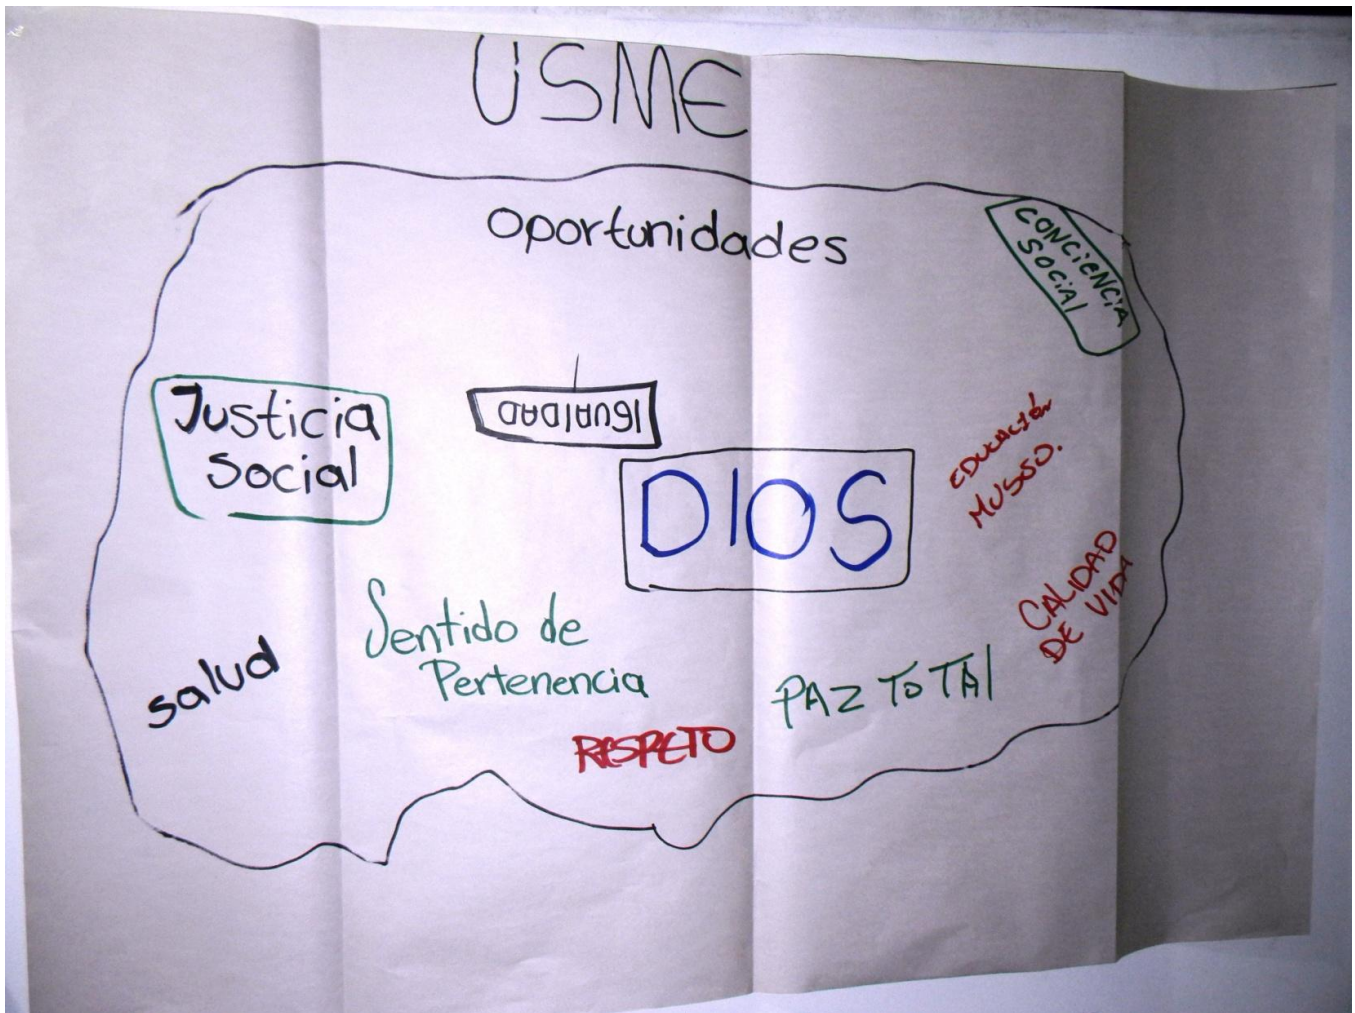 USME
oportunidades
CONCIENCIA
SOCIAL
Justicia
social
IGUALDAD
DIOS
EDUCACIÓN
MUSSO.
CALIDAD
DE VIDA
Sentido de
Pertenencia
salud
PAZ TOTAl
RESPETO